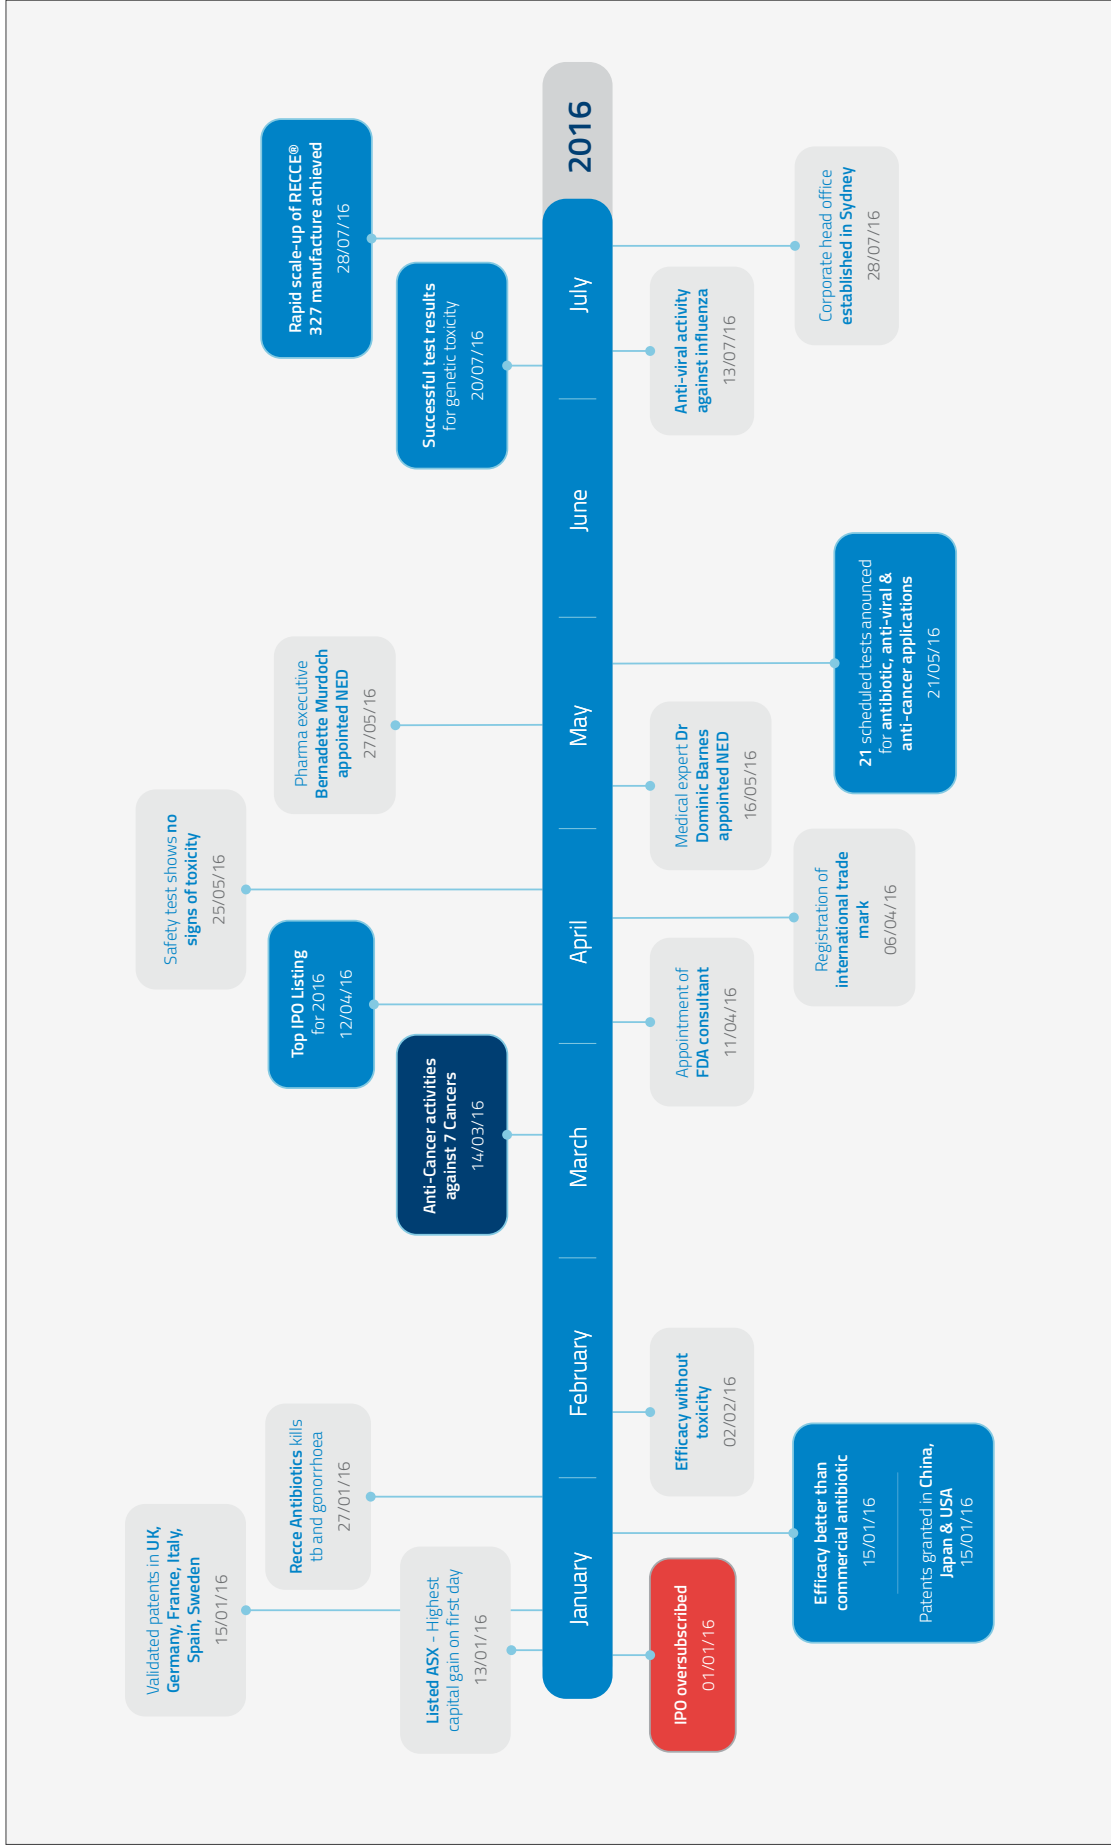 Validated patents in UK,
Germany, France, Italy,
Spain, Sweden
15/01/16
Recce Antibiotics kills
tb and gonorrhoea
27/01/16
Listed ASX - Highest
capital gain on first day
13/01/16
Safety test shows no
signs of toxicity
25/05/16
Top IPO Listing
for 2016
12/04/16
Anti-Cancer activities
against 7 Cancers
14/03/16
Pharma executive
Bernadette Murdoch
appointed NED
27/05/16
Rapid scale-up of RECCE®
327 manufacture achieved
28/07/16
Successful test results
for genetic toxicity
20/07/16
January
February
March
April
May
June
July
2016
IPO oversubscribed
01/01/16
Efficacy better than
commercial antibiotic
15/01/16
Patents granted in China,
Japan & USA
15/01/16
Efficacy without
toxicity
02/02/16
Appointment of
FDA consultant
11/04/16
Registration of
international trade
mark
06/04/16
Medical expert Dr
Dominic Barnes
appointed NED
16/05/16
21 scheduled tests anounced
for antibiotic, anti-viral &
anti-cancer applications
21/05/16
Anti-viral activity
against influenza
13/07/16
Corporate head office
established in Sydney
28/07/16